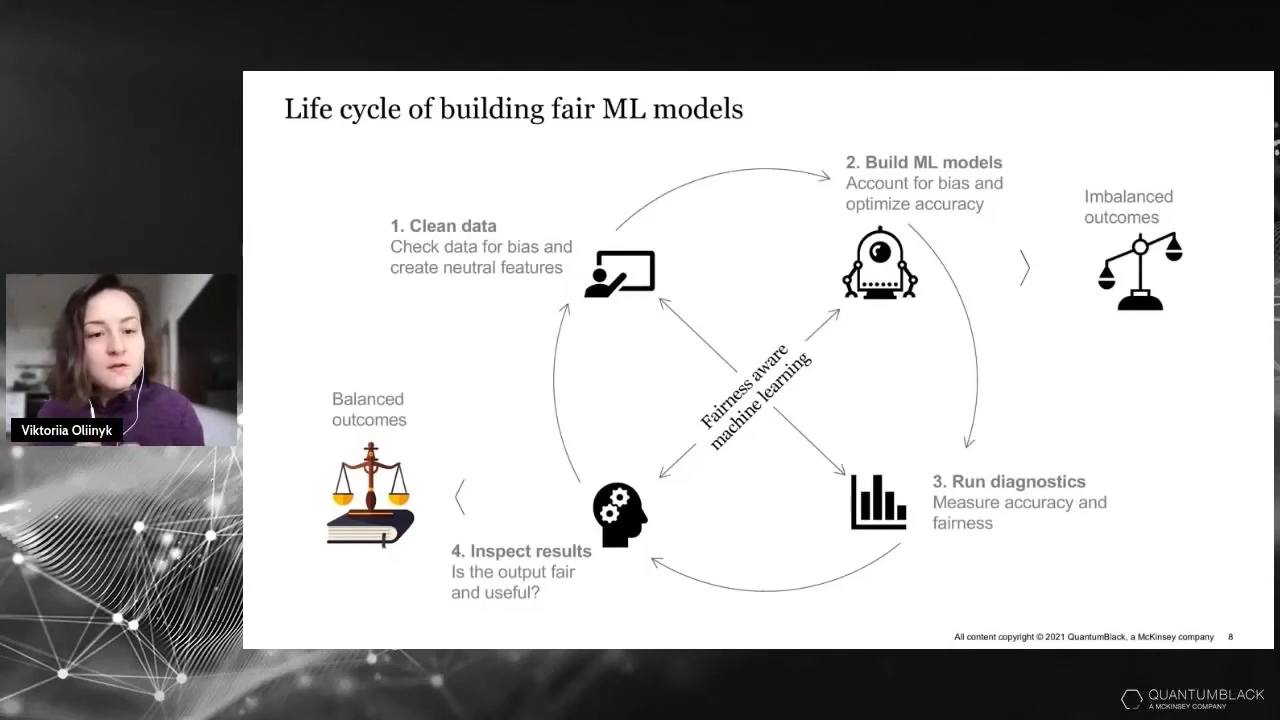 Life cycle of building fair ML models
1. Clean data
Check data for bias and
create neutral features
2. Build ML models
Account for bias and
optimize accuracy
Imbalanced
outcomes
Fairness aware
machine learning
Balanced
outcomes
3. Run diagnostics
Measure accuracy and
fairness
4. Inspect results
Is the output fair
and useful?
Viktoriia Oliinyk
All content copyright © 2021 QuantumBlack, a McKinsey company 8
QUANTUMBLACK
A MCKINSEY COMPANY